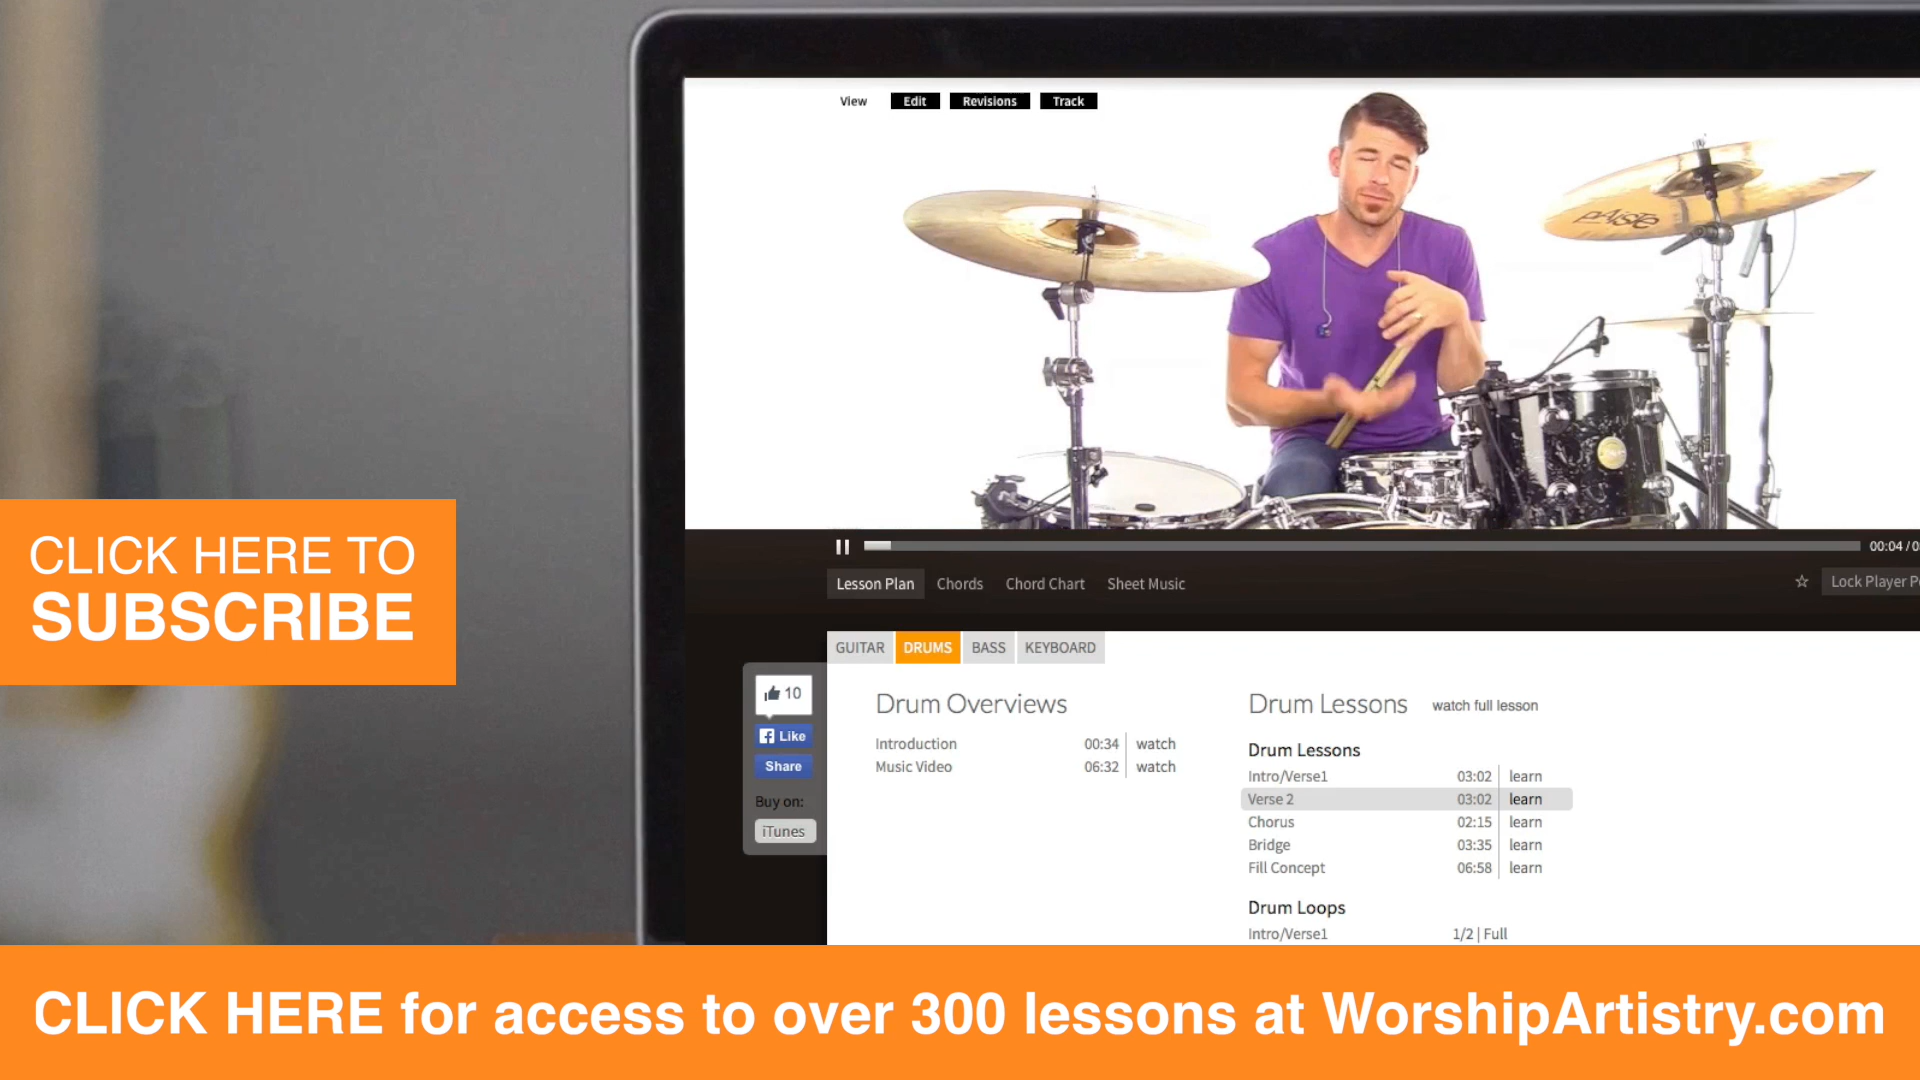 View Edit Revisions Track
PAISTE
00:04 / 0
Lesson Plan Chords Chord Chart Sheet Music
Lock Player
CLICK HERE TO
SUBSCRIBE
GUITAR DRUMS BASS KEYBOARD
10
Like
Share
Buy on:
iTunes
Drum Overviews
Introduction 00:34 watch
Music Video 06:32 watch
Drum Lessons watch full lesson
Drum Lessons
Intro/Verse1 03:02 learn
Verse 2 03:02 learn
Chorus 02:15 learn
Bridge 03:35 learn
Fill Concept 06:58 learn
Drum Loops
Intro/Verse1 1/2 | Full
CLICK HERE for access to over 300 lessons at WorshipArtistry.com